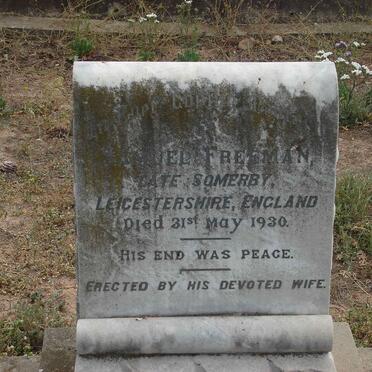 FREEMAN,
LATE SOMERBY,
LEICESTERSHIRE, ENGLAND
DIED 31ST MAY 1930.
HIS END WAS PEACE.
ERECTED BY HIS DEVOTED WIFE.